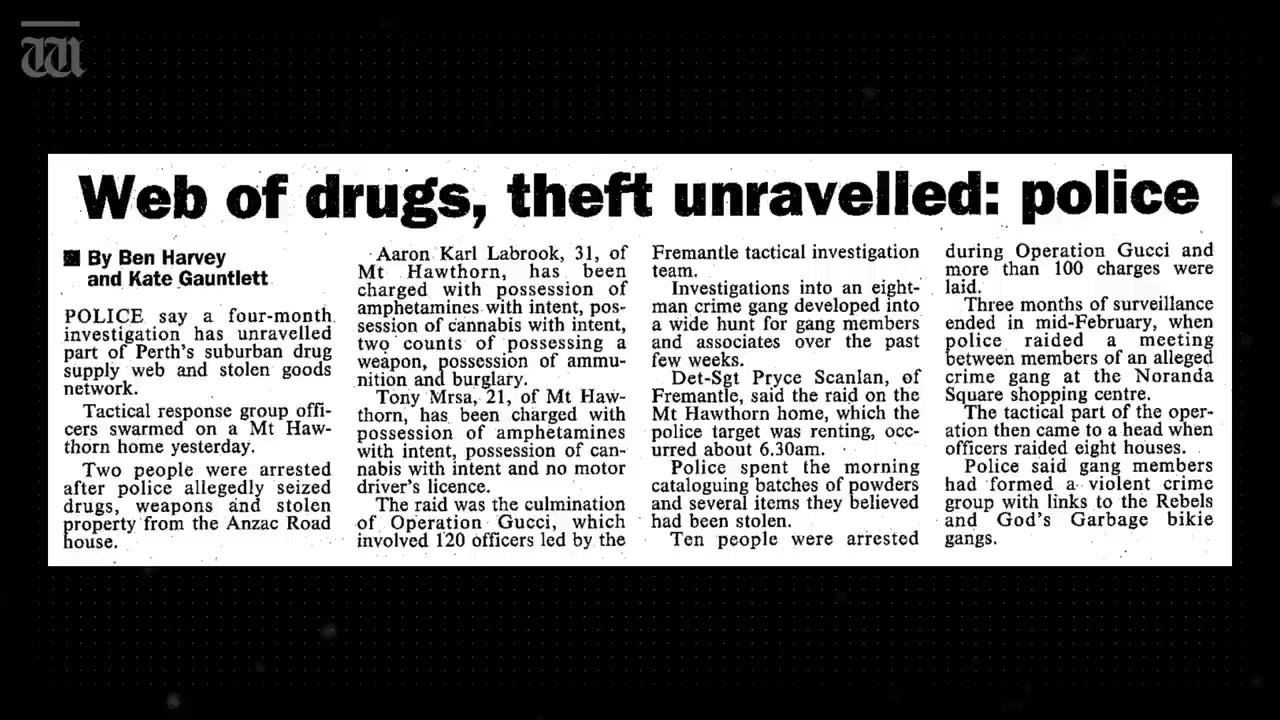 W
Web of drugs, theft unravelled: police
By Ben Harvey
and Kate Gauntlett
POLICE say a four-month
investigation has unravelled
part of Perth's suburban drug
supply web and stolen goods
network.
Tactical response group offi-
cers swarmed on a Mt Haw-
thorn home yesterday.
Two people were arrested
after police allegedly seized
drugs, weapons and stolen
property from the Anzac Road
house.
Aaron Karl Labrook, 31, of
Mt Hawthorn, has been
charged with possession of
amphetamines with intent, pos-
session of cannabis with intent,
two counts of possessing a
weapon, possession of ammu-
nition and burglary.
Tony Mrsa, 21, of Mt Haw-
thorn, has been charged with
possession of amphetamines
with intent, possession of can-
nabis with intent and no motor
driver's licence.
The raid was the culmination
of Operation Gucci, which
involved 120 officers led by the
Fremantle tactical investigation
team.
Investigations into an eight-
man crime gang developed into
a wide hunt for gang members
and associates over the past
few weeks.
Det-Sgt Pryce Scanlan, of
Fremantle, said the raid on the
Mt Hawthorn home, which the
police target was renting, occ-
urred about 6.30am.
Police spent the morning
cataloguing batches of powders
and several items they believed
had been stolen.
Ten people were arrested
during Operation Gucci and
more than 100 charges were
laid.
Three months of surveillance
ended in mid-February, when
police raided a meeting
between members of an alleged
crime gang at the Noranda
Square shopping centre.
The tactical part of the oper-
ation then came to a head when
officers raided eight houses.
Police said gang members
had formed a violent crime
group with links to the Rebels
and God's Garbage bikie
gangs.